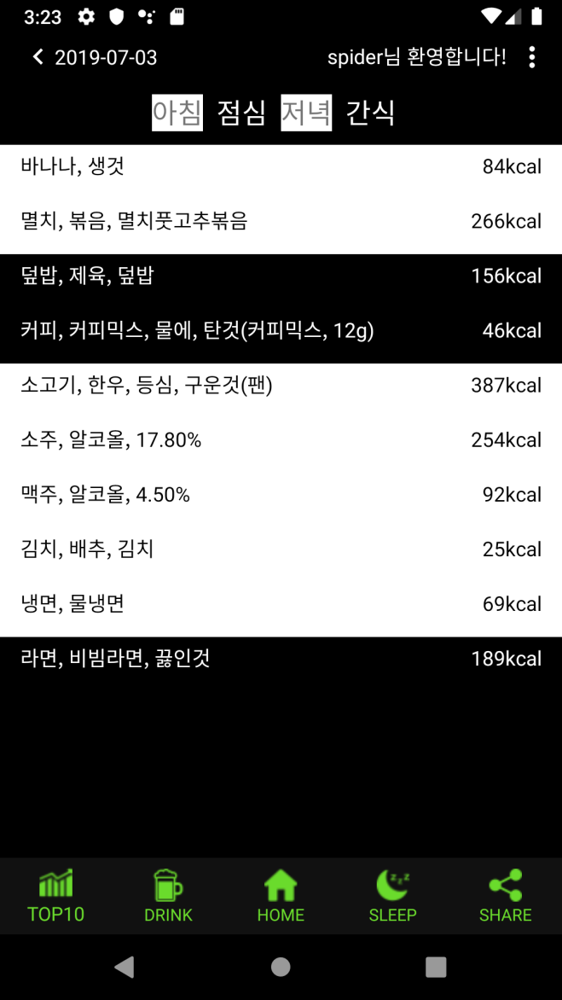 3:23
2019-07-03 spider님 환영합니다!
아침 점심 저녁 간식
바나나, 생것 84kcal
멸치, 볶음, 멸치풋고추볶음 266kcal
덮밥, 제육, 덮밥 156kcal
커피, 커피믹스, 물에, 탄것(커피믹스, 12g) 46kcal
소고기, 한우, 등심, 구운것(팬) 387kcal
소주, 알코올, 17.80% 254kcal
맥주, 알코올, 4.50% 92kcal
김치, 배추, 김치 25kcal
냉면, 물냉면 69kcal
라면, 비빔라면, 끓인것 189kcal
TOP10 DRINK HOME SLEEP SHARE